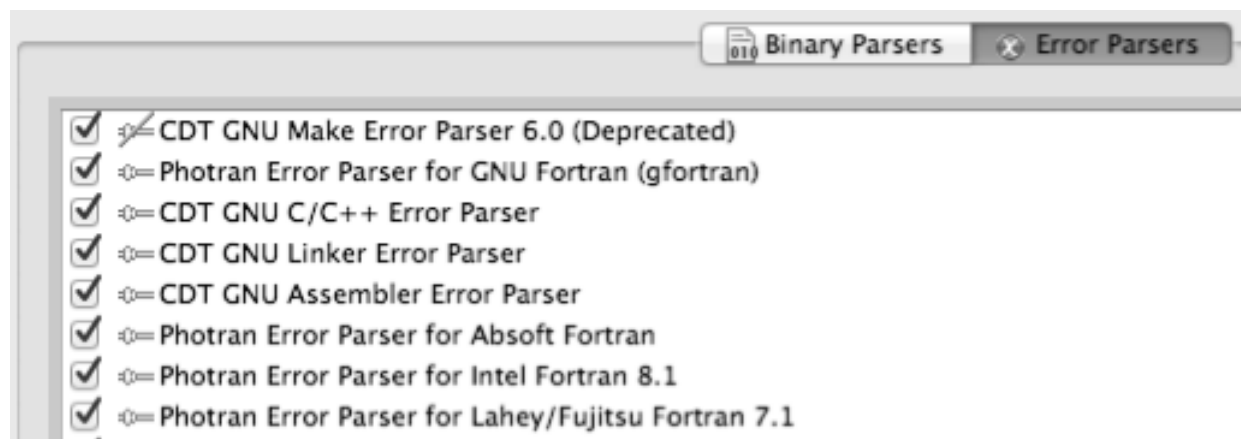 Binary Parsers
Error Parsers
CDT GNU Make Error Parser 6.0 (Deprecated)
Photran Error Parser for GNU Fortran (gfortran)
CDT GNU C/C++ Error Parser
CDT GNU Linker Error Parser
CDT GNU Assembler Error Parser
Photran Error Parser for Absoft Fortran
Photran Error Parser for Intel Fortran 8.1
Photran Error Parser for Lahey/Fujitsu Fortran 7.1